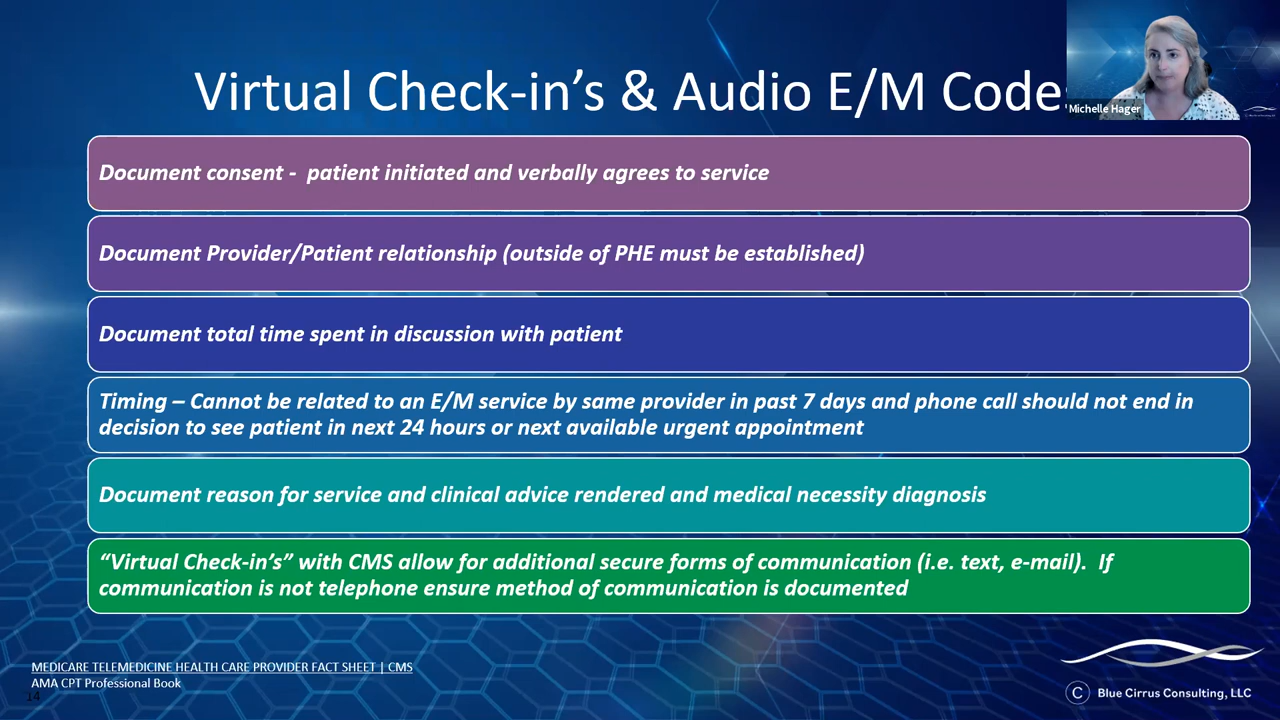 Virtual Check-in’s & Audio E/M Code
Michelle Hager
Document consent -  patient initiated and verbally agrees to service
Document Provider/Patient relationship (outside of PHE must be established)
Document total time spent in discussion with patient
Timing – Cannot be related to an E/M service by same provider in past 7 days and phone call should not end in
decision to see patient in next 24 hours or next available urgent appointment
Document reason for service and clinical advice rendered and medical necessity diagnosis
“Virtual Check-in’s” with CMS allow for additional secure forms of communication (i.e. text, e-mail).  If
communication is not telephone ensure method of communication is documented
MEDICARE TELEMEDICINE HEALTH CARE PROVIDER FACT SHEET | CMS
AMA CPT Professional Book
14
C Blue Cirrus Consulting, LLC